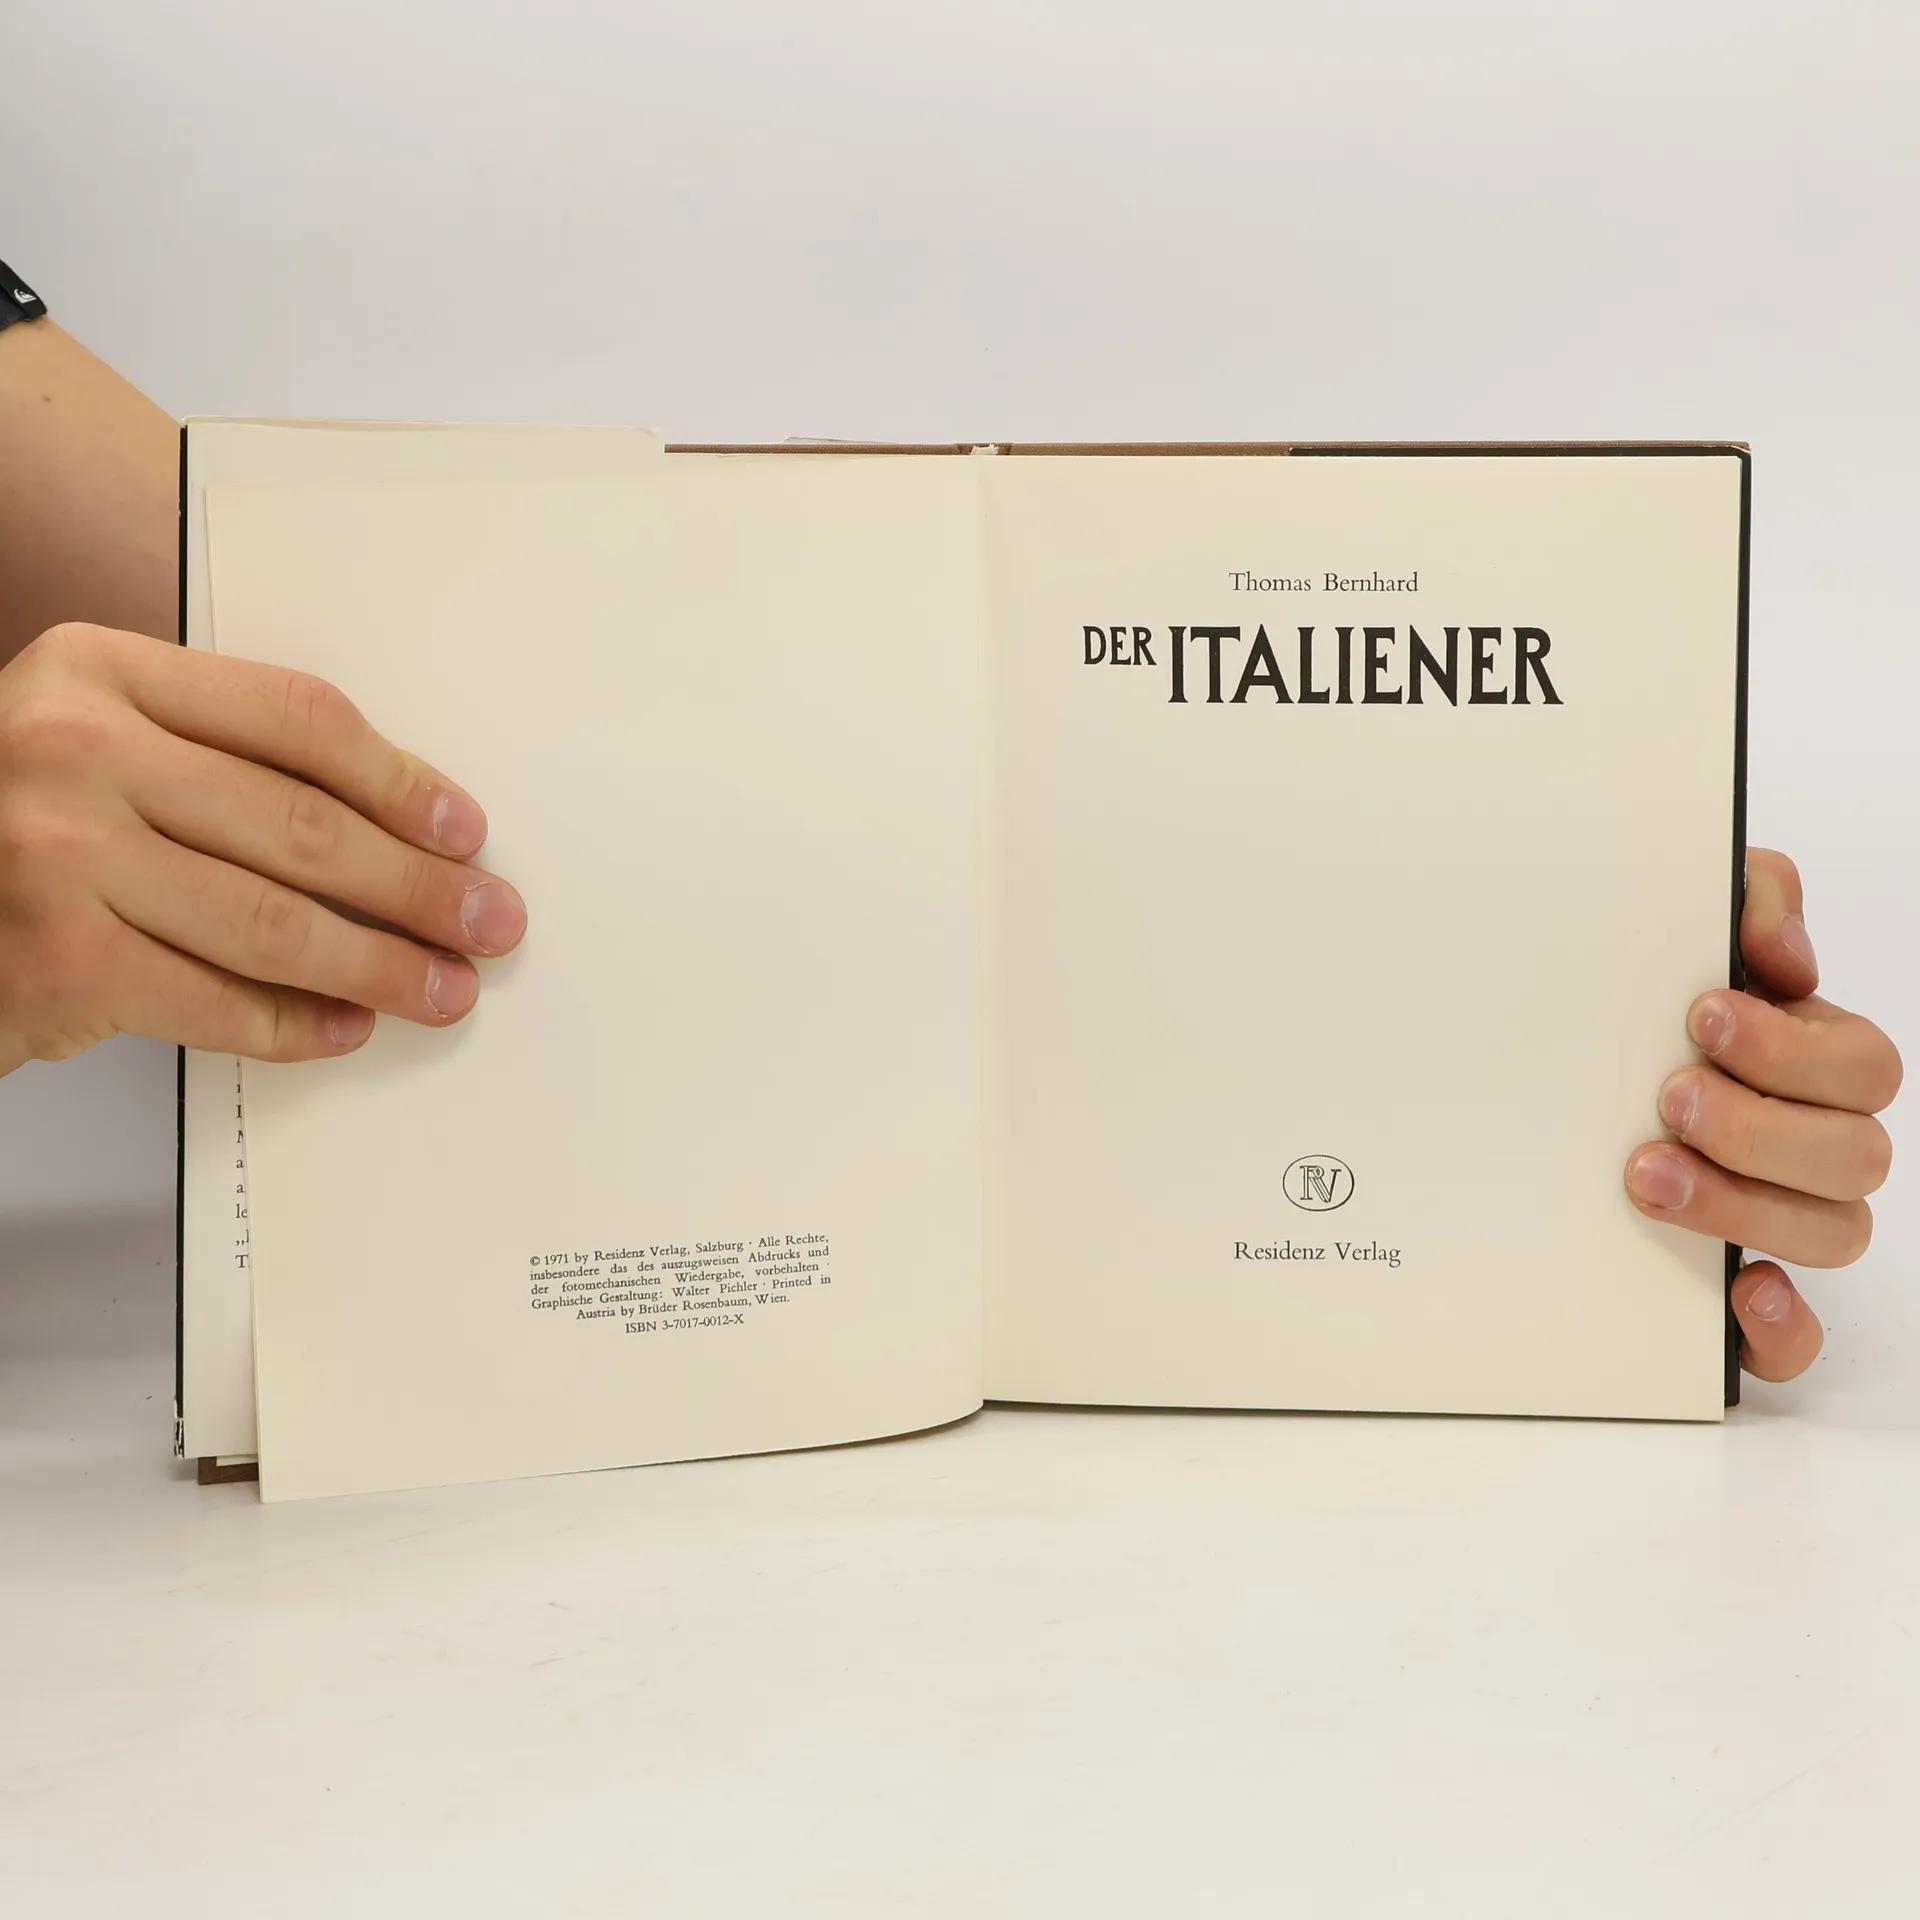 © 1971 by Residenz Verlag, Salzburg · Alle Rechte,
insbesondere das des auszugsweisen Abdrucks und
der fotomechanischen Wiedergabe, vorbehalten ·
Graphische Gestaltung: Walter Pichler · Printed in
Austria by Brüder Rosenbaum, Wien.
ISBN 3-7017-0012-X
Thomas Bernhard
DER ITALIENER
RV
Residenz Verlag